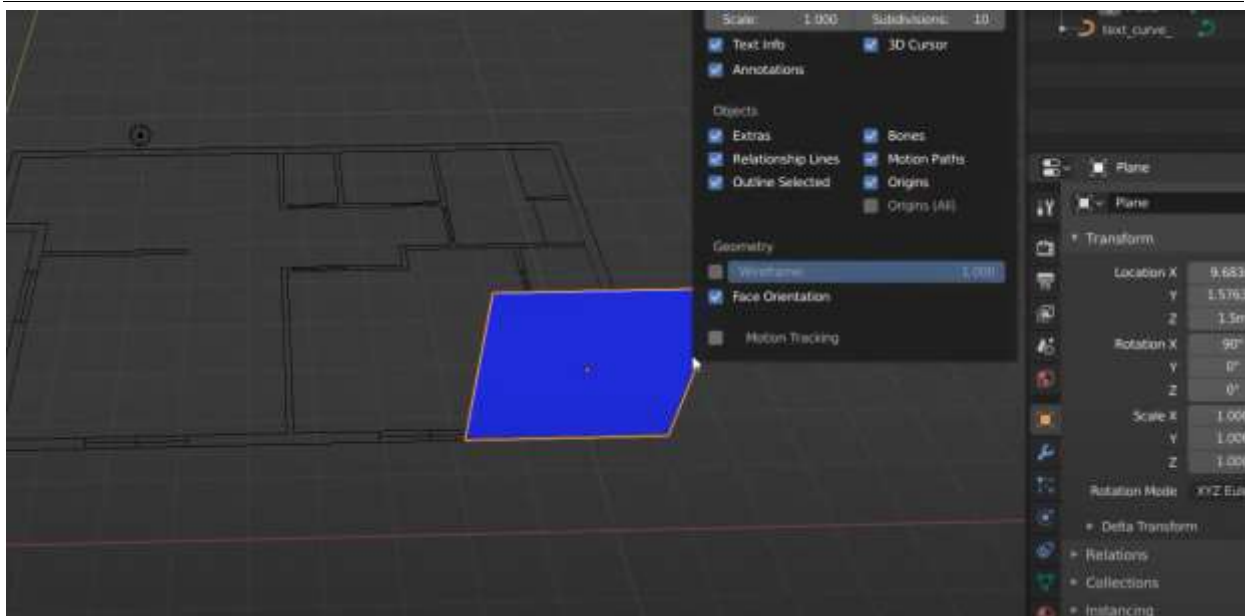 Scale: 1.000 Subdivisions: 10
Text Info 3D Cursor
Annotations
Objects
Extras Bones
Relationship Lines Motion Paths
Outline Selected Origins
Origins (All)
Geometry
Wireframe 1.000
Face Orientation
Motion Tracking
text_curve_
Plane
Plane
Transform
Location X 9.683
Y 1.5763
Z 1.5m
Rotation X 90°
Y 0°
Z 0°
Scale X 1.000
Y 1.000
Z 1.000
Rotation Mode XYZ Eul
Delta Transform
Relations
Collections
Instancing